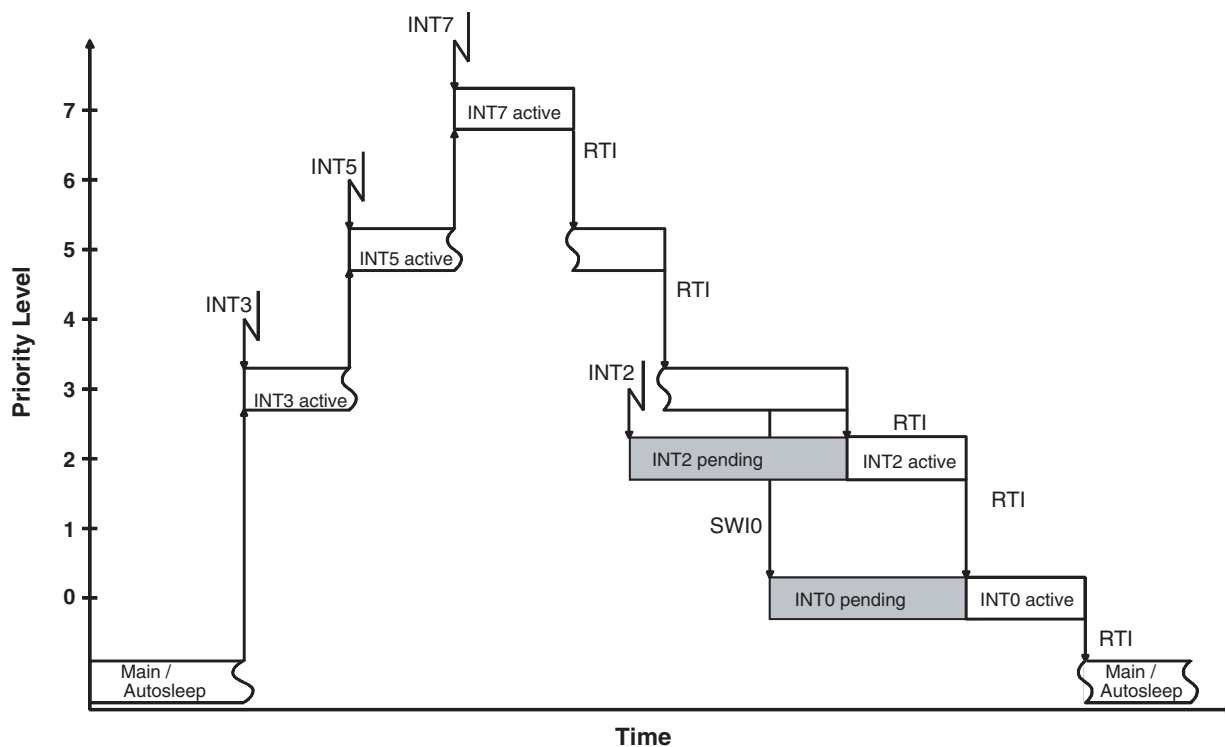 INT7
7
INT7 active
RTI
6
INT5
5
INT5 active
RTI
INT3
4
Priority Level
3
INT3 active
INT2
RTI
2
INT2 pending
INT2 active
RTI
1
SWI0
0
INT0 pending
INT0 active
RTI
Main /
Autosleep
Main /
Autosleep
Time